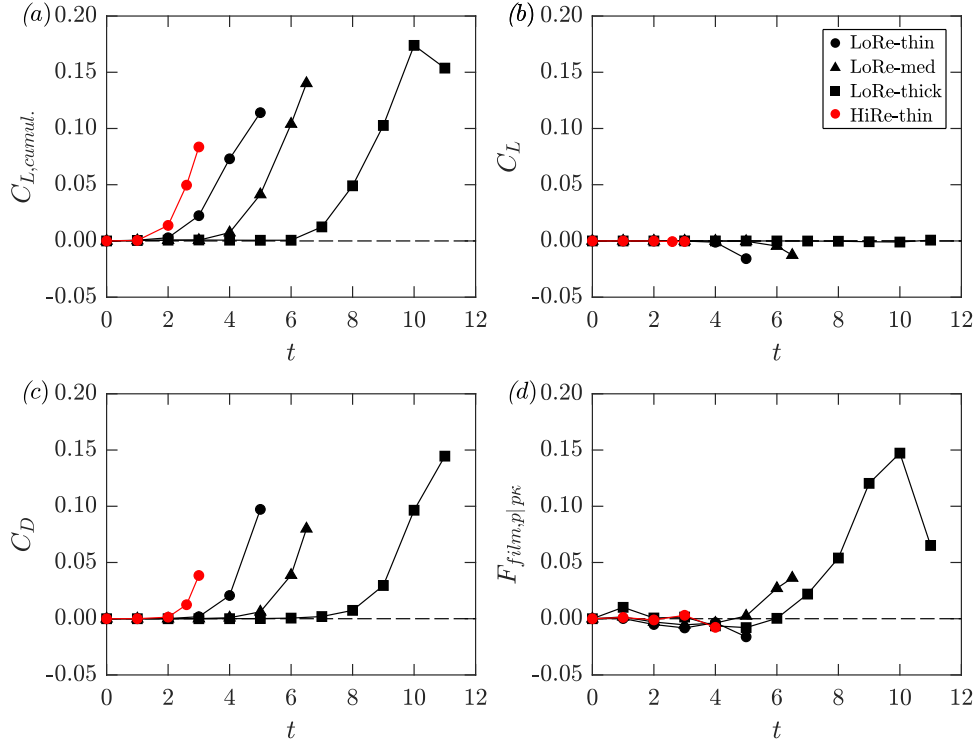 (a)
0.20
0.15
0.10
0.05
0.00
-0.05
C_{L,cumul.}
0 2 4 6 8 10 12
t
(b)
0.20
0.15
0.10
0.05
0.00
-0.05
C_L
0 2 4 6 8 10 12
t
LoRe-thin
LoRe-med
LoRe-thick
HiRe-thin
(c)
0.20
0.15
0.10
0.05
0.00
-0.05
C_D
0 2 4 6 8 10 12
t
(d)
0.20
0.15
0.10
0.05
0.00
-0.05
F_{film,p|pκ}
0 2 4 6 8 10 12
t